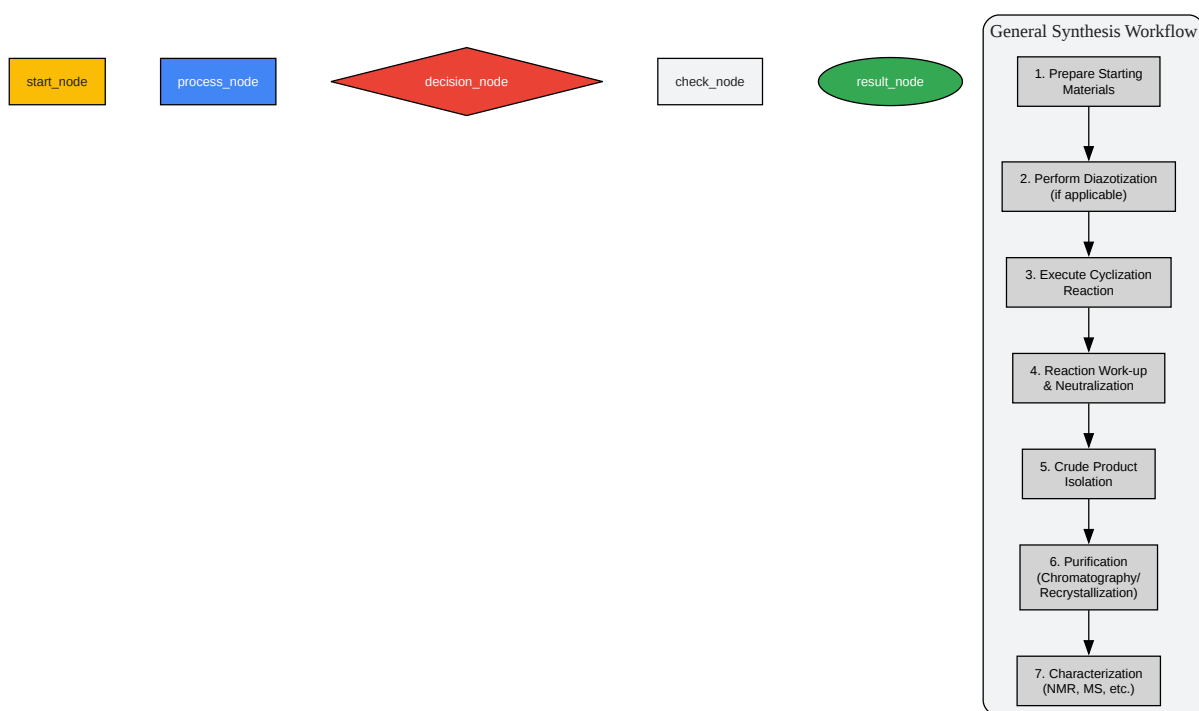 General Synthesis Workflow
start_node
process_node
decision_node
check_node
result_node
1. Prepare Starting
Materials
2. Perform Diazotization
(if applicable)
3. Execute Cyclization
Reaction
4. Reaction Work-up
& Neutralization
5. Crude Product
Isolation
6. Purification
(Chromatography/
Recrystallization)
7. Characterization
(NMR, MS, etc.)